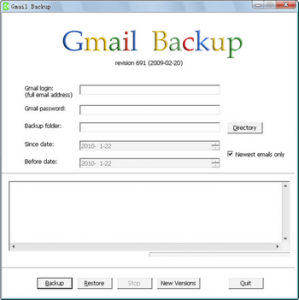 Gmail Backup
Gmail Backup
revision 691 (2009-02-20)
Gmail login:
(full email address)
Gmail password:
Backup folder:
Directory
Since date:
2010- 1-22
Newest emails only
Before date:
2010- 1-22
Backup
Restore
Stop
New Versions
Quit